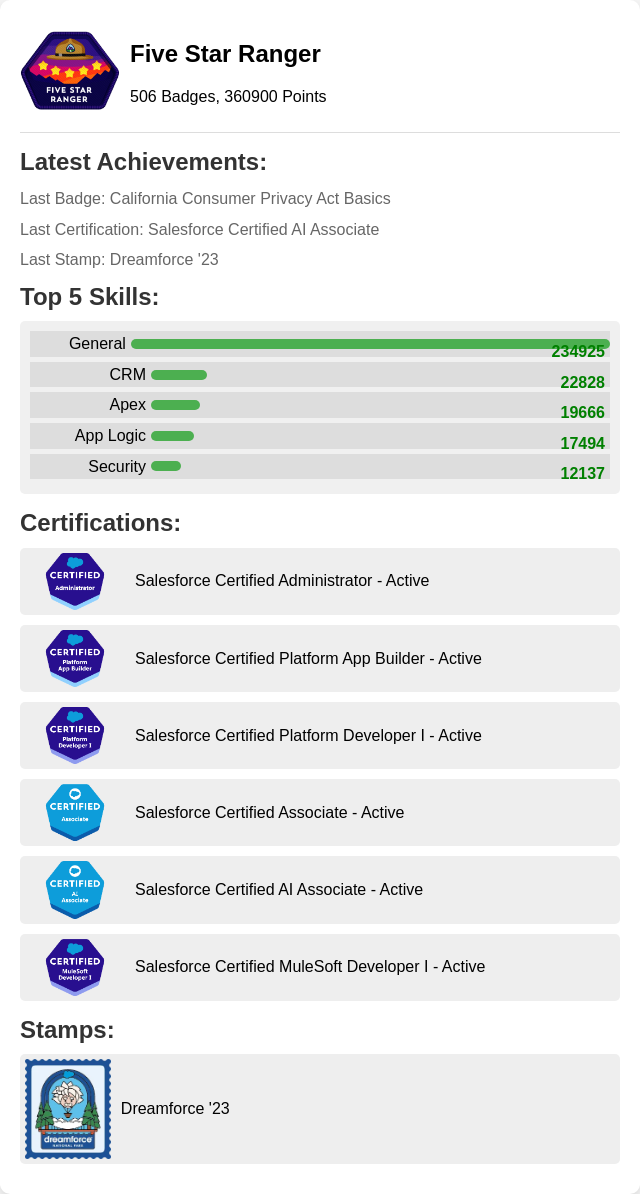 FIVE STAR
RANGER
Five Star Ranger
506 Badges, 360900 Points
Latest Achievements:
Last Badge: California Consumer Privacy Act Basics
Last Certification: Salesforce Certified AI Associate
Last Stamp: Dreamforce '23
Top 5 Skills:
General 234925
CRM 22828
Apex 19666
App Logic 17494
Security 12137
Certifications:
CERTIFIED
Administrator
Salesforce Certified Administrator - Active
CERTIFIED
Platform
App Builder
Salesforce Certified Platform App Builder - Active
CERTIFIED
Platform
Developer I
Salesforce Certified Platform Developer I - Active
CERTIFIED
Associate
Salesforce Certified Associate - Active
CERTIFIED
AI
Associate
Salesforce Certified AI Associate - Active
CERTIFIED
MuleSoft
Developer I
Salesforce Certified MuleSoft Developer I - Active
Stamps:
dreamforce
NATIONAL PARK
Dreamforce '23